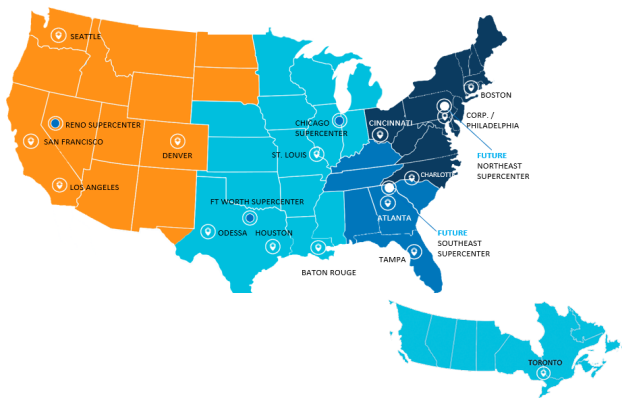 SEATTLE
RENO SUPERCENTER
SAN FRANCISCO
DENVER
LOS ANGELES
CHICAGO
SUPERCENTER
ST. LOUIS
CINCINNATI
BOSTON
CORP. /
PHILADELPHIA
FUTURE
NORTHEAST
SUPERCENTER
CHARLOTTE
FT WORTH SUPERCENTER
ODESSA
HOUSTON
BATON ROUGE
ATLANTA
TAMPA
FUTURE
SOUTHEAST
SUPERCENTER
TORONTO